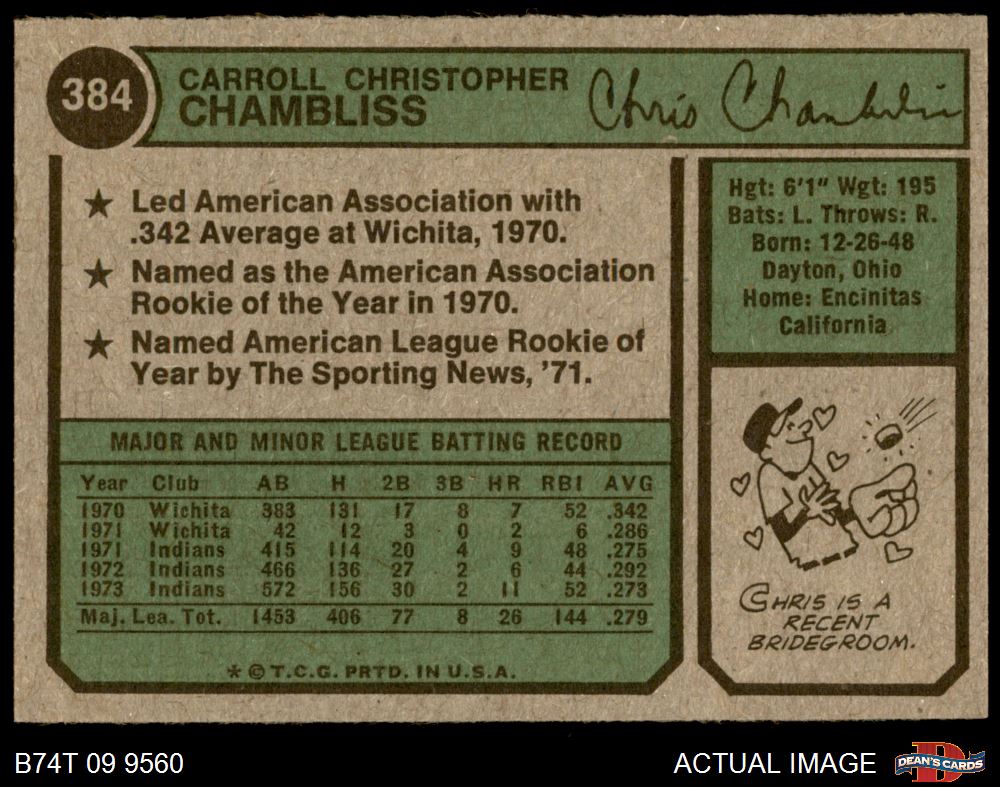 384
CARROLL CHRISTOPHER
CHAMBLISS
Chris Chambliss
★ Led American Association with
.342 Average at Wichita, 1970.
★ Named as the American Association
Rookie of the Year in 1970.
★ Named American League Rookie of
Year by The Sporting News, '71.
Hgt: 6'1" Wgt: 195
Bats: L. Throws: R.
Born: 12-26-48
Dayton, Ohio
Home: Encinitas
California
MAJOR AND MINOR LEAGUE BATTING RECORD
Year Club AB H 2B 3B HR RBI AVG
1970 Wichita 383 131 17 8 7 52 .342
1971 Wichita 42 12 3 0 2 6 .286
1971 Indians 415 114 20 4 9 48 .275
1972 Indians 466 136 27 2 6 44 .292
1973 Indians 572 156 30 2 11 52 .273
Maj. Lea. Tot. 1453 406 77 8 26 144 .279
* © T.C.G. PRTD. IN U.S.A.
CHRIS IS A
RECENT
BRIDEGROOM.
B74T 09 9560
ACTUAL IMAGE
DEAN'S CARDS